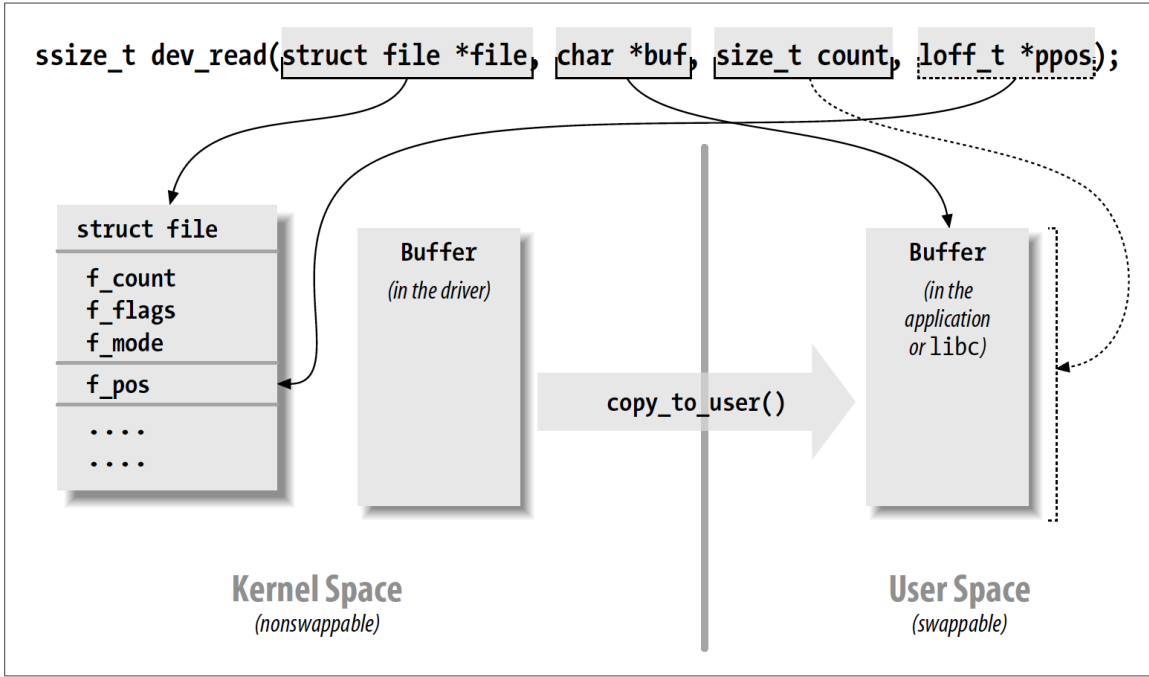 ssize_t dev_read(struct file *file, char *buf, size_t count, loff_t *ppos);
struct file
f_count
f_flags
f_mode
f_pos
....
....
Buffer
(in the driver)
copy_to_user()
Buffer
(in the
application
or libc)
Kernel Space
(nonswappable)
User Space
(swappable)